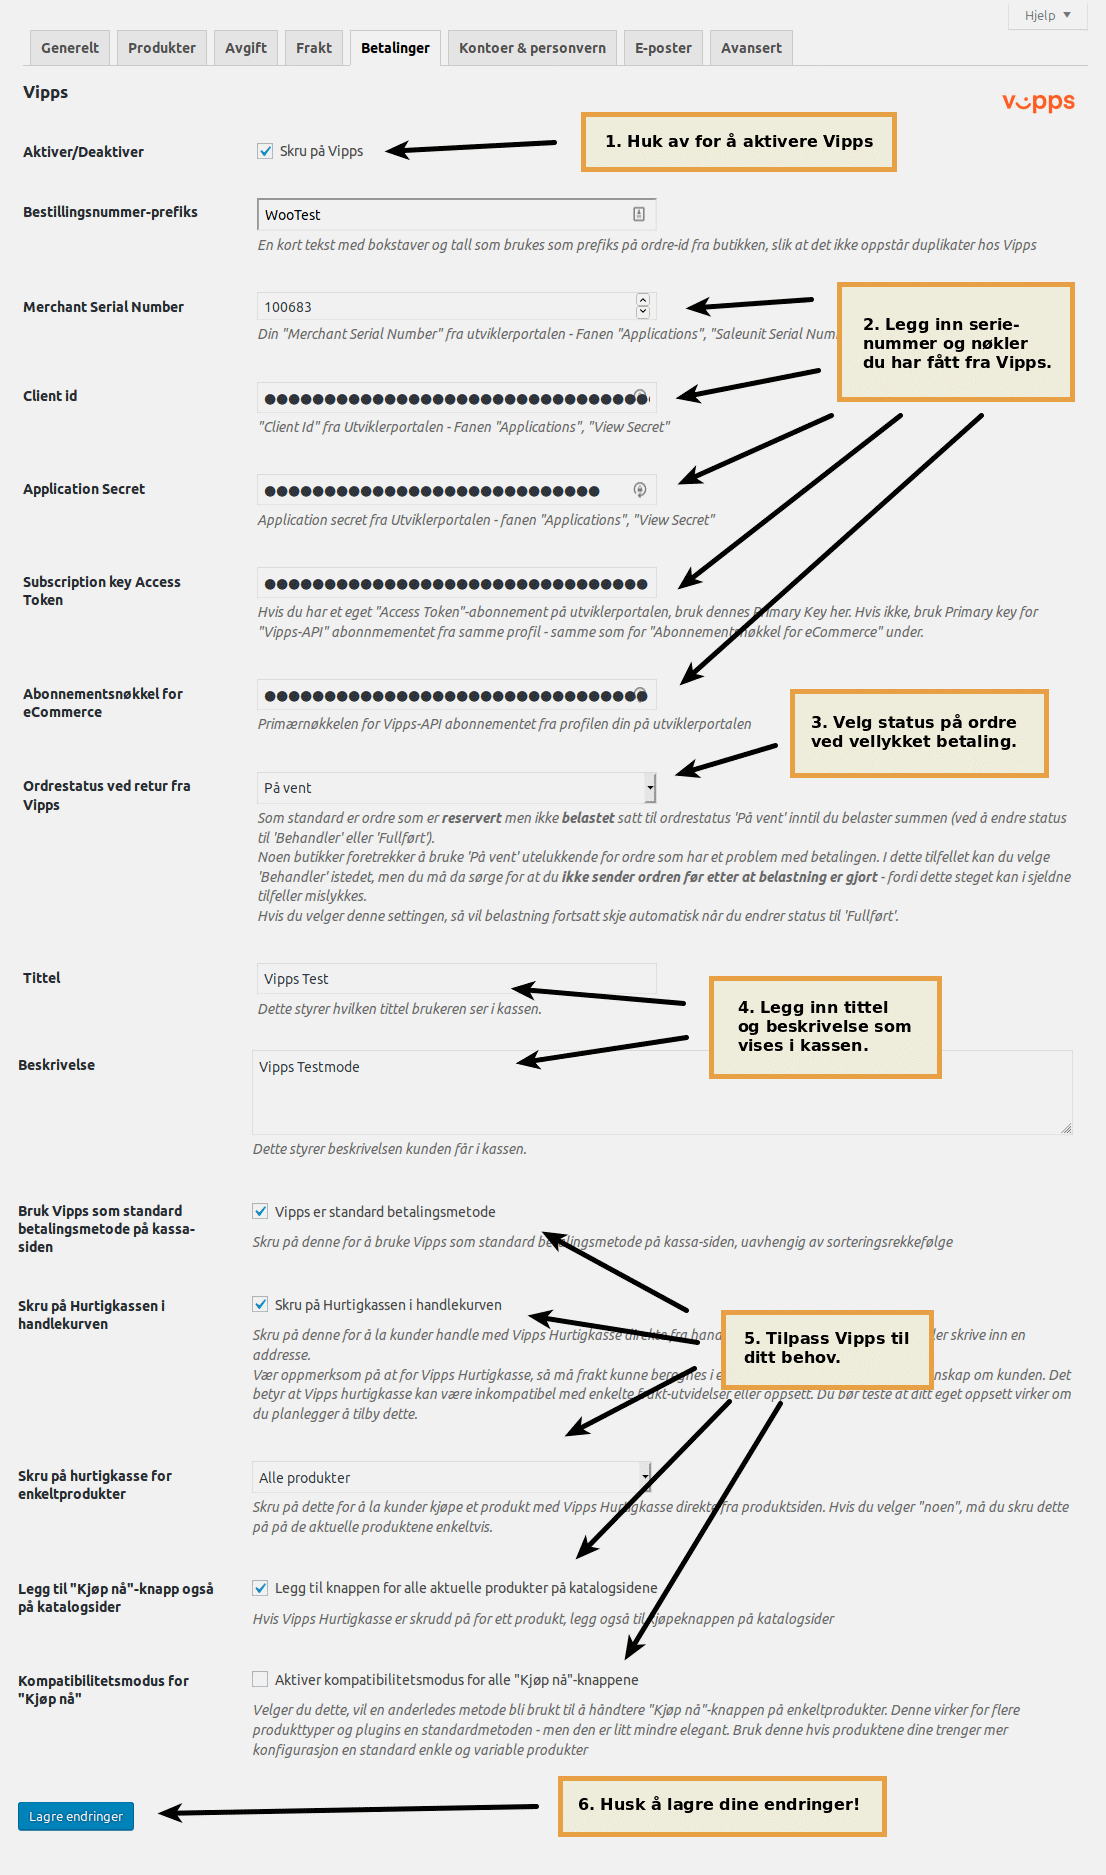 Hjelp
Generelt
Produkter
Avgift
Frakt
Betalinger
Kontoer & personvern
E-poster
Avansert
Vipps
vipps
Aktiver/Deaktiver
Skru på Vipps
1. Huk av for å aktivere Vipps
Bestillingsnummer-prefiks
WooTest
En kort tekst med bokstaver og tall som brukes som prefiks på ordre-id fra butikken, slik at det ikke oppstår duplikater hos Vipps
Merchant Serial Number
100683
Din "Merchant Serial Number" fra utviklerportalen - Fanen "Applications", "Saleunit Serial
2. Legg inn serie-
nummer og nøkler
du har fått fra Vipps.
Client id
"Client Id" fra Utviklerportalen - Fanen "Applications", "View Secret"
Application Secret
Application secret fra Utviklerportalen - fanen "Applications", "View Secret"
Subscription key Access
Token
Hvis du har et eget "Access Token"-abonnement på utviklerportalen, bruk dennes Primary Key her. Hvis ikke, bruk Primary key for
"Vipps-API" abonnmementet fra samme profil - samme som for "Abonnementsnøkkel for eCommerce" under.
Abonnementsnøkkel for
eCommerce
Primærnøkkelen for Vipps-API abonnementet fra profilen din på utviklerportalen
3. Velg status på ordre
ved vellykket betaling.
Ordrestatus ved retur fra
Vipps
På vent
Som standard er ordre som er reservert men ikke belastet satt til ordrestatus 'På vent' inntil du belaster summen (ved å endre status
til 'Behandler' eller 'Fullført').
Noen butikker foretrekker å bruke 'På vent' utelukkende for ordre som har et problem med betalingen. I dette tilfellet kan du velge
'Behandler' istedet, men du må da sørge for at du ikke sender ordren før etter at belastning er gjort - fordi dette steget kan i sjeldne
tilfeller mislykkes.
Hvis du velger denne settingen, så vil belastning fortsatt skje automatisk når du endrer status til 'Fullført'.
Tittel
Vipps Test
Dette styrer hvilken tittel brukeren ser i kassen.
4. Legg inn tittel
og beskrivelse som
vises i kassen.
Beskrivelse
Vipps Testmode
Dette styrer beskrivelsen kunden får i kassen.
Bruk Vipps som standard
betalingsmetode på kassa-
siden
Vipps er standard betalingsmetode
Skru på denne for å bruke Vipps som standard betalingsmetode på kassa-siden, uavhengig av sorteringsrekkefølge
Skru på Hurtigkassen i
handlekurven
Skru på Hurtigkassen i handlekurven
Skru på denne for å la kunder handle med Vipps Hurtigkasse direkte fra skrive inn en
addresse.
Vær oppmerksom på at for Vipps Hurtigkasse, så må frakt kunne beregnes i om kunden. Det
betyr at Vipps hurtigkasse kan være inkompatibel med enkelte frakt-utvidelser eller oppsett. Du bør teste at ditt eget oppsett virker om
du planlegger å tilby dette.
5. Tilpass Vipps til
ditt behov.
Skru på hurtigkasse for
enkeltprodukter
Alle produkter
Skru på dette for å la kunder kjøpe et produkt med Vipps Hurtigkasse direkte fra produktsiden. Hvis du velger "noen", må du skru dette
på på de aktuelle produktene enkeltvis.
Legg til "Kjøp nå"-knapp også
på katalogsider
Legg til knappen for alle aktuelle produkter på katalogsidene
Hvis Vipps Hurtigkasse er skrudd på for ett produkt, legg også til kjøpeknappen på katalogsider
Kompatibilitetsmodus for
"Kjøp nå"
Aktiver kompatibilitetsmodus for alle "Kjøp nå"-knappene
Velger du dette, vil en anderledes metode bli brukt til å håndtere "Kjøp nå"-knappen på enkeltprodukter. Denne virker for flere
produkttyper og plugins en standardmetoden - men den er litt mindre elegant. Bruk denne hvis produktene dine trenger mer
konfigurasjon en standard enkle og variable produkter
Lagre endringer
6. Husk å lagre dine endringer!